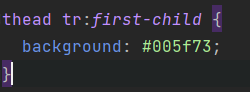 thead tr:first-child {
  background: #005f73;
}